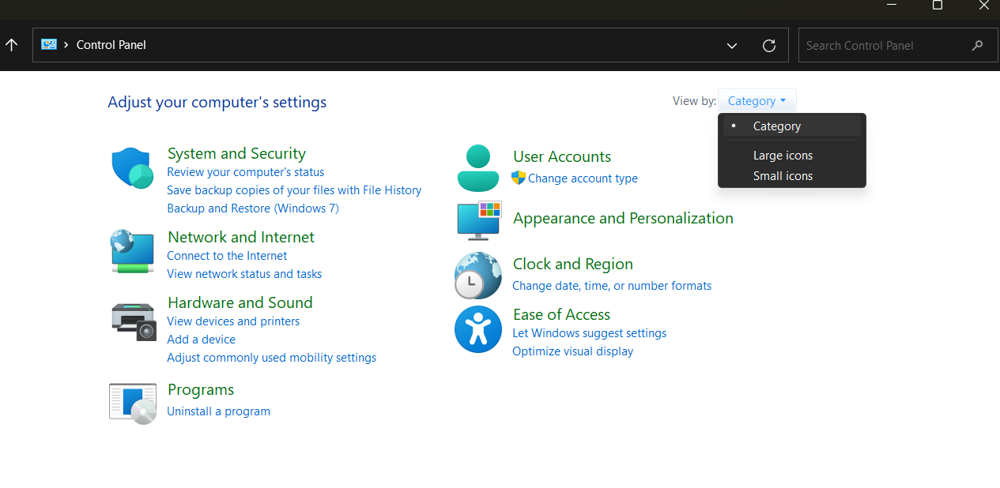 Control Panel
Search Control Panel
Adjust your computer's settings
View by: Category
Category
Large icons
Small icons
System and Security
Review your computer's status
Save backup copies of your files with File History
Backup and Restore (Windows 7)
Network and Internet
Connect to the Internet
View network status and tasks
Hardware and Sound
View devices and printers
Add a device
Adjust commonly used mobility settings
Programs
Uninstall a program
User Accounts
Change account type
Appearance and Personalization
Clock and Region
Change date, time, or number formats
Ease of Access
Let Windows suggest settings
Optimize visual display